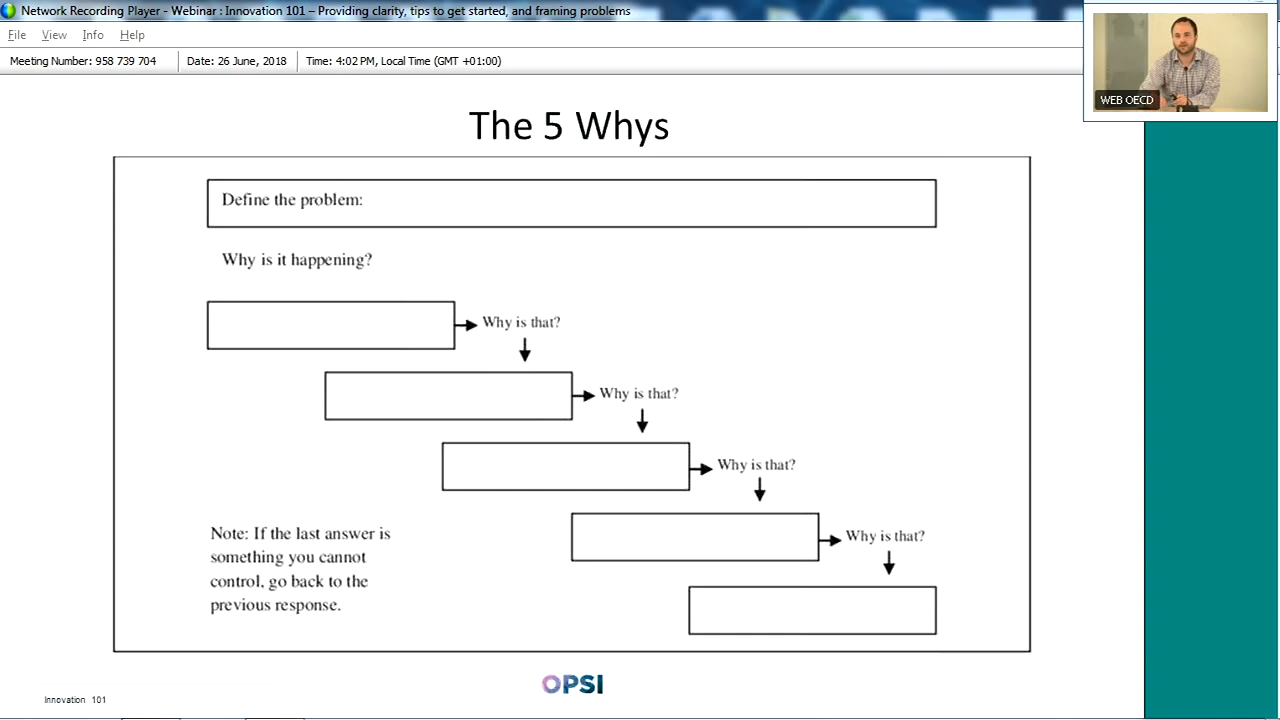 Network Recording Player - Webinar : Innovation 101 – Providing clarity, tips to get started, and framing problems
File View Info Help
Meeting Number: 958 739 704 Date: 26 June, 2018 Time: 4:02 PM, Local Time (GMT +01:00)
WEB OECD
The 5 Whys
Define the problem:
Why is it happening?
Why is that?
Why is that?
Why is that?
Why is that?
Note: If the last answer is
something you cannot
control, go back to the
previous response.
OPSI
Innovation 101